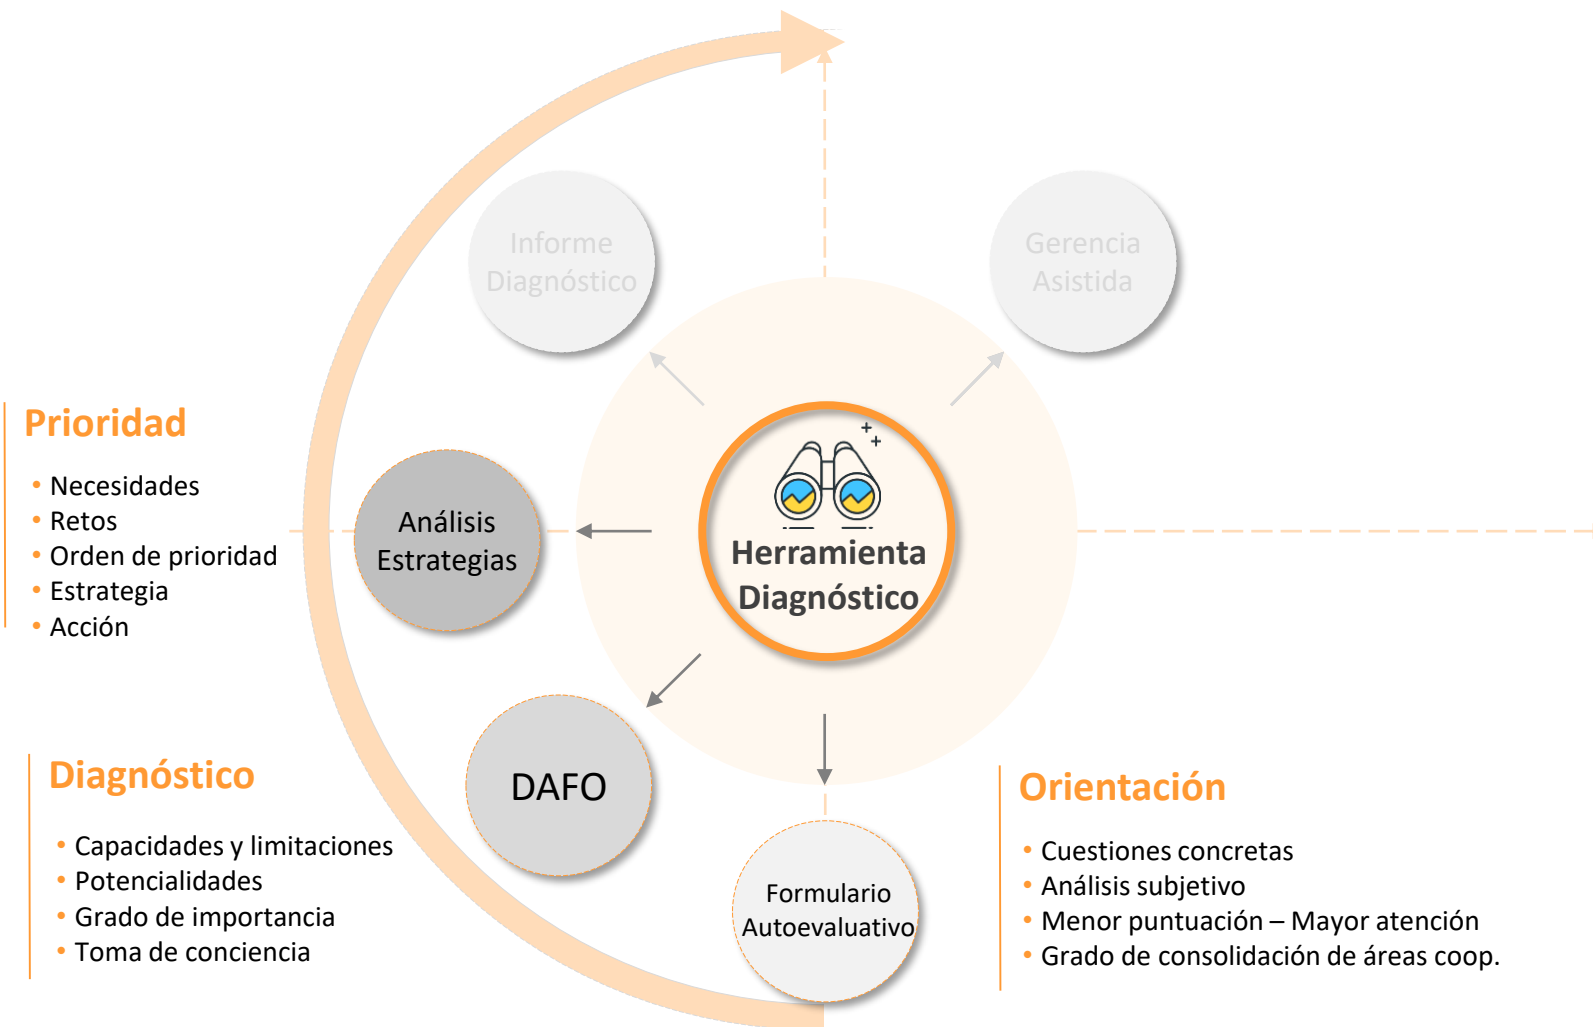 Informe
Diagnóstico
Gerencia
Asistida
Prioridad
• Necesidades
• Retos
• Orden de prioridad
• Estrategia
• Acción
Análisis
Estrategias
Herramienta
Diagnóstico
Diagnóstico
• Capacidades y limitaciones
• Potencialidades
• Grado de importancia
• Toma de conciencia
DAFO
Formulario
Autoevaluativo
Orientación
• Cuestiones concretas
• Análisis subjetivo
• Menor puntuación – Mayor atención
• Grado de consolidación de áreas coop.